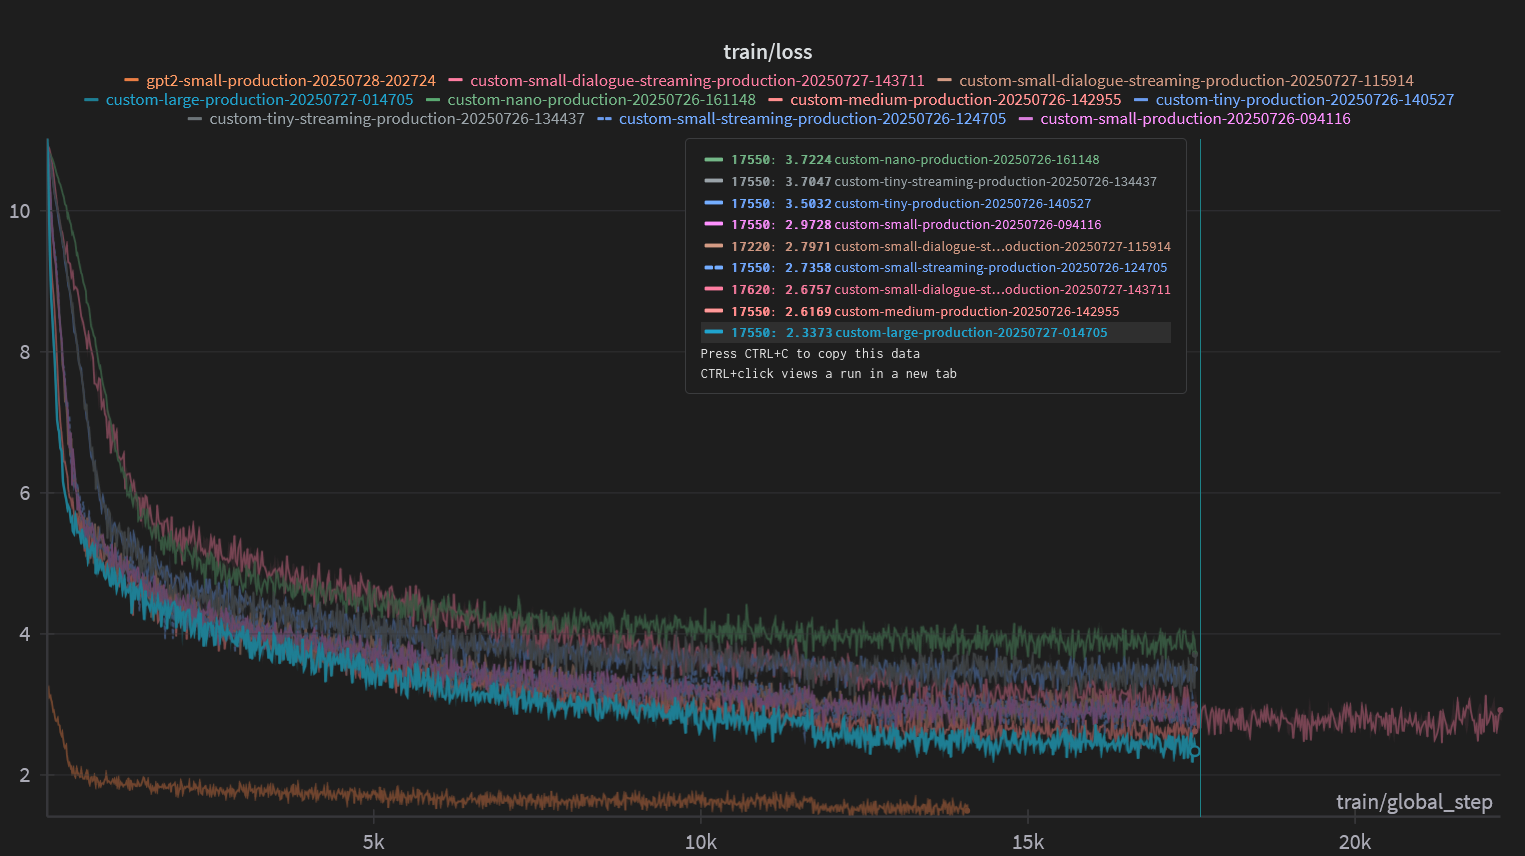 train/loss
gpt2-small-production-20250728-202724 custom-small-dialogue-streaming-production-20250727-143711 custom-small-dialogue-streaming-production-20250727-115914
custom-large-production-20250727-014705 custom-nano-production-20250726-161148 custom-medium-production-20250726-142955 custom-tiny-production-20250726-140527
custom-tiny-streaming-production-20250726-134437 custom-small-streaming-production-20250726-124705 custom-small-production-20250726-094116
17550: 3.7224 custom-nano-production-20250726-161148
17550: 3.7047 custom-tiny-streaming-production-20250726-134437
17550: 3.5032 custom-tiny-production-20250726-140527
17550: 2.9728 custom-small-production-20250726-094116
17220: 2.7971 custom-small-dialogue-st...oduction-20250727-115914
17550: 2.7358 custom-small-streaming-production-20250726-124705
17620: 2.6757 custom-small-dialogue-st...oduction-20250727-143711
17550: 2.6169 custom-medium-production-20250726-142955
17550: 2.3373 custom-large-production-20250727-014705
Press CTRL+C to copy this data
CTRL+click views a run in a new tab
10
8
6
4
2
train/global_step
5k 10k 15k 20k